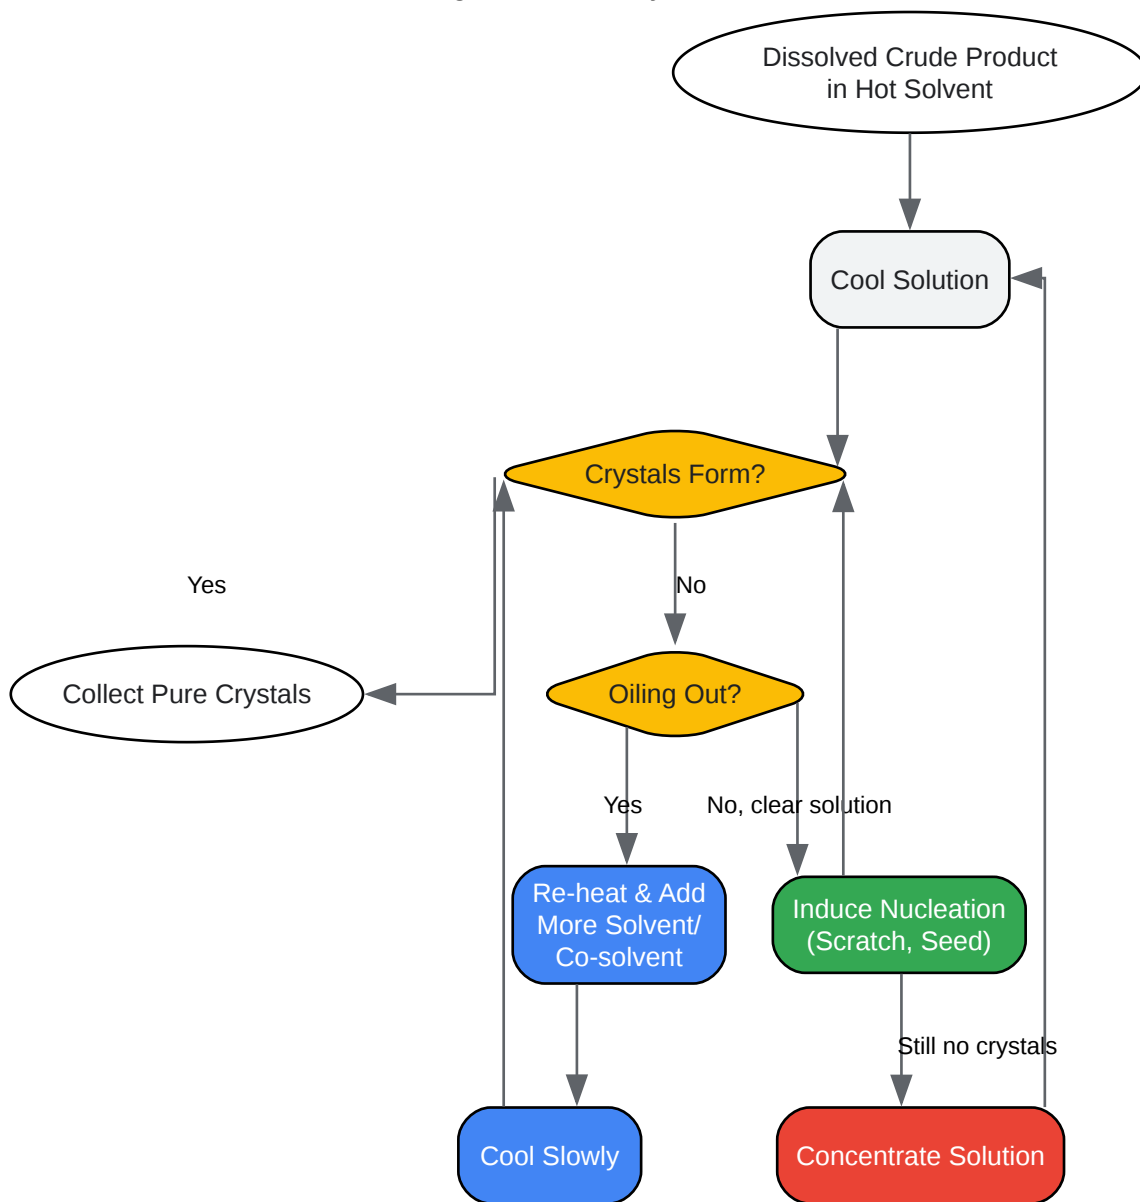 Dissolved Crude Product
in Hot Solvent
Cool Solution
Crystals Form?
Yes
No
Collect Pure Crystals
Oiling Out?
Yes
No, clear solution
Re-heat & Add
More Solvent/
Co-solvent
Induce Nucleation
(Scratch, Seed)
Still no crystals
Cool Slowly
Concentrate Solution